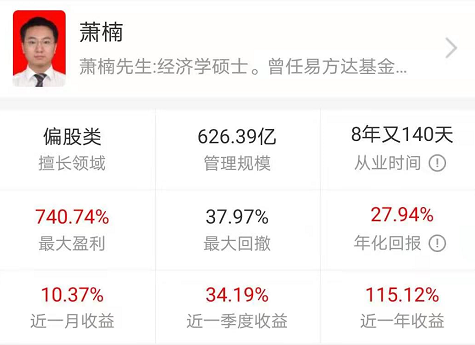 萧楠
萧楠先生:经济学硕士。曾任易方达基金...
偏股类
626.39亿
8年又140天
擅长领域
管理规模
从业时间
740.74%
37.97%
27.94%
最大盈利
最大回撤
年化回报
10.37%
34.19%
115.12%
近一月收益
近一季度收益
近一年收益